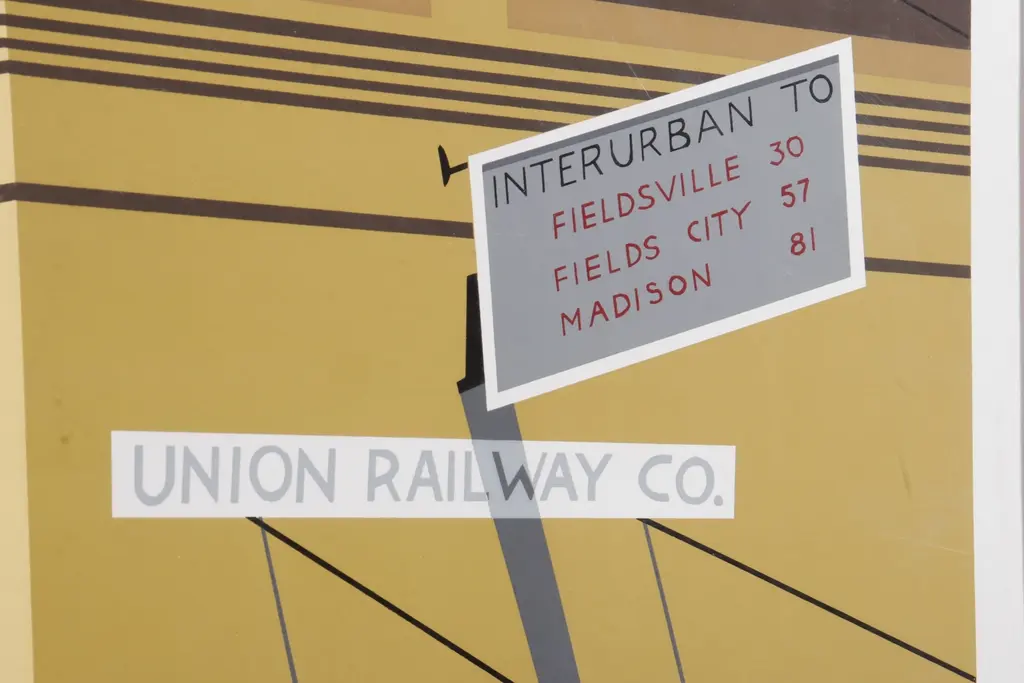 INTERURBAN TO
FIELDSVILLE 30
FIELDS CITY 57
MADISON 81
UNION RAILWAY CO.